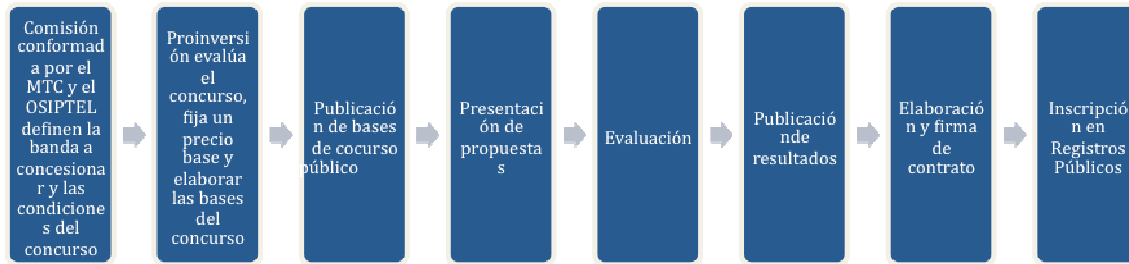 Comisión
conformad
a por el
MTC y el
OSIPTEL
definen la
banda a
concesiona
r y las
condicione
s del
concurso
Proinversi
ón evalúa
el
concurso,
fija un
precio
base y
elaborar
las bases
del
concurso
Publicació
n de bases
de cocurso
público
Presentaci
ón de
propuesta
s
Evaluación
Publicació
nde
resultados
Elaboració
n y firma
de
contrato
Inscripció
n en
Registros
Públicos